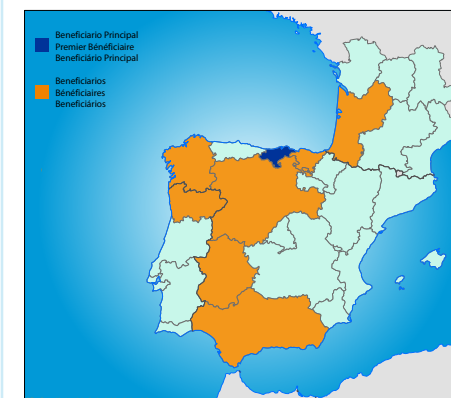 Beneficiario Principal
Premier Bénéficiaire
Beneficiário Principal
Beneficiarios
Bénéficiaires
Beneficiários